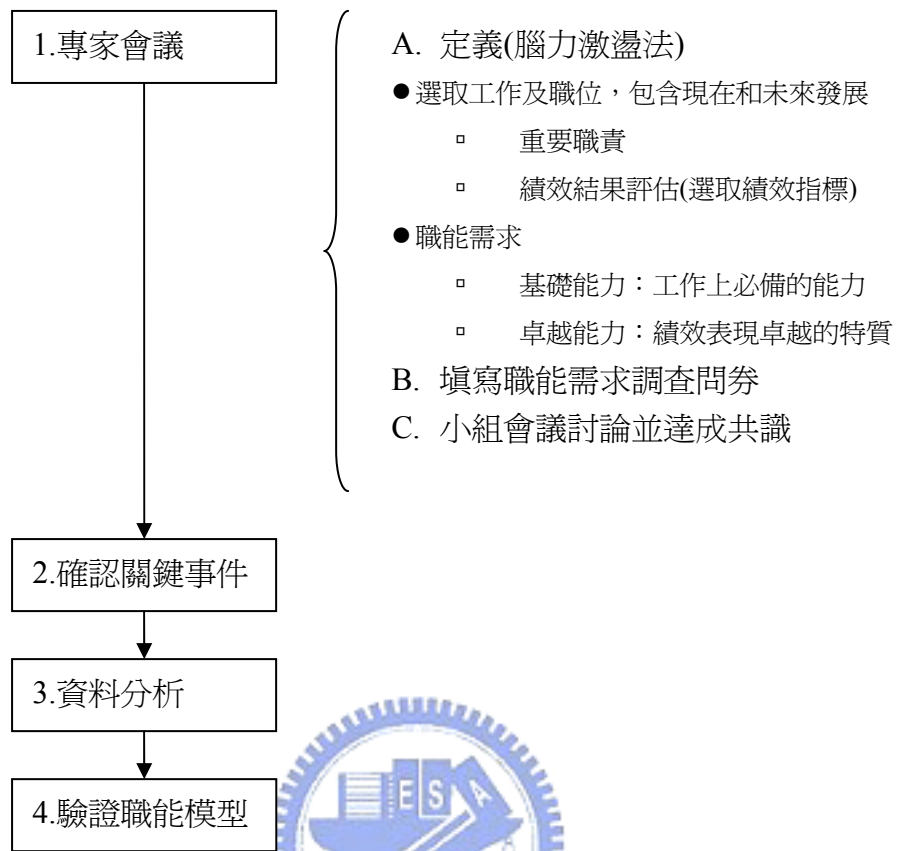 1.專家會議
A. 定義(腦力激盪法)
●選取工作及職位，包含現在和未來發展
▫ 重要職責
▫ 績效結果評估(選取績效指標)
●職能需求
▫ 基礎能力：工作上必備的能力
▫ 卓越能力：績效表現卓越的特質
B. 填寫職能需求調查問券
C. 小組會議討論並達成共識
2.確認關鍵事件
3.資料分析
4.驗證職能模型
ESA